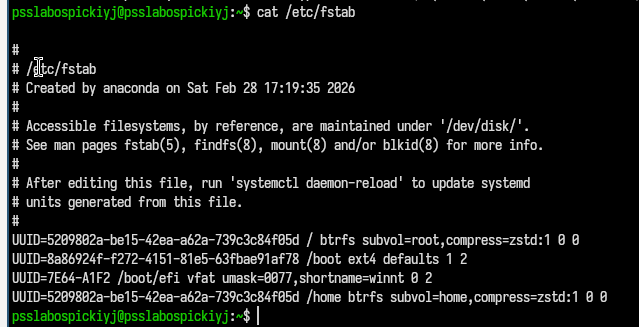 psslabospickiyj@psslabospickiyj:~$ cat /etc/fstab
#
# /etc/fstab
# Created by anaconda on Sat Feb 28 17:19:35 2026
#
# Accessible filesystems, by reference, are maintained under '/dev/disk/'.
# See man pages fstab(5), findfs(8), mount(8) and/or blkid(8) for more info.
#
# After editing this file, run 'systemctl daemon-reload' to update systemd
# units generated from this file.
#
UUID=5209802a-be15-42ea-a62a-739c3c84f05d / btrfs subvol=root,compress=zstd:1 0 0
UUID=8a86924f-f272-4151-81e5-63fbae91af78 /boot ext4 defaults 1 2
UUID=7E64-A1F2 /boot/efi vfat umask=0077,shortname=winnt 0 2
UUID=5209802a-be15-42ea-a62a-739c3c84f05d /home btrfs subvol=home,compress=zstd:1 0 0
psslabospickiyj@psslabospickiyj:~$